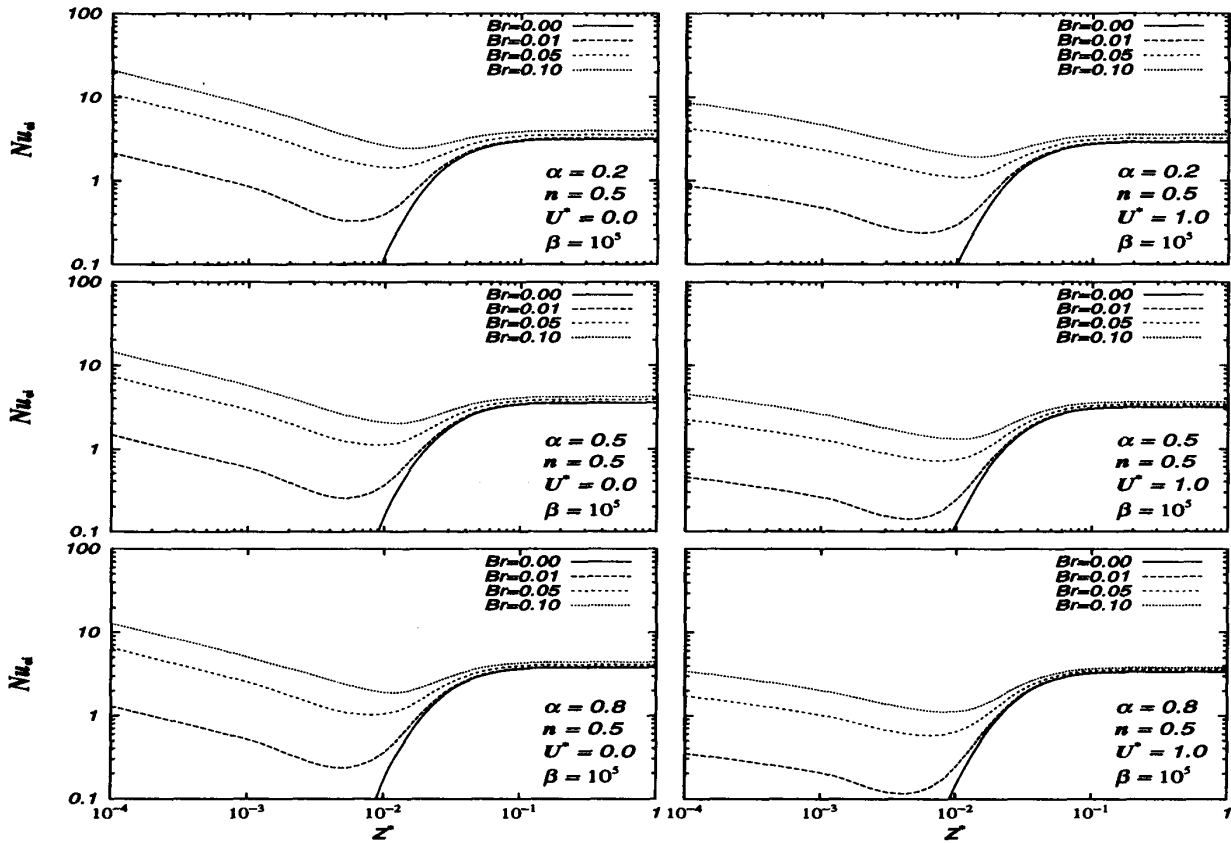 100
10
1
0.1
Nu
Br=0.00
Br=0.01
Br=0.05
Br=0.10
α = 0.2
n = 0.5
U* = 0.0
β = 10⁵
Br=0.00
Br=0.01
Br=0.05
Br=0.10
α = 0.2
n = 0.5
U* = 1.0
β = 10⁵
100
10
1
0.1
Br=0.00
Br=0.01
Br=0.05
Br=0.10
α = 0.5
n = 0.5
U* = 0.0
β = 10⁵
Br=0.00
Br=0.01
Br=0.05
Br=0.10
α = 0.5
n = 0.5
U* = 1.0
β = 10⁵
100
10
1
0.1
Nu
Br=0.00
Br=0.01
Br=0.05
Br=0.10
α = 0.8
n = 0.5
U* = 0.0
β = 10⁵
10⁻⁴ 10⁻³ 10⁻² 10⁻¹ 1
z*
Br=0.00
Br=0.01
Br=0.05
Br=0.10
α = 0.8
n = 0.5
U* = 1.0
β = 10⁵
10⁻⁴ 10⁻³ 10⁻² 10⁻¹ 1
z*